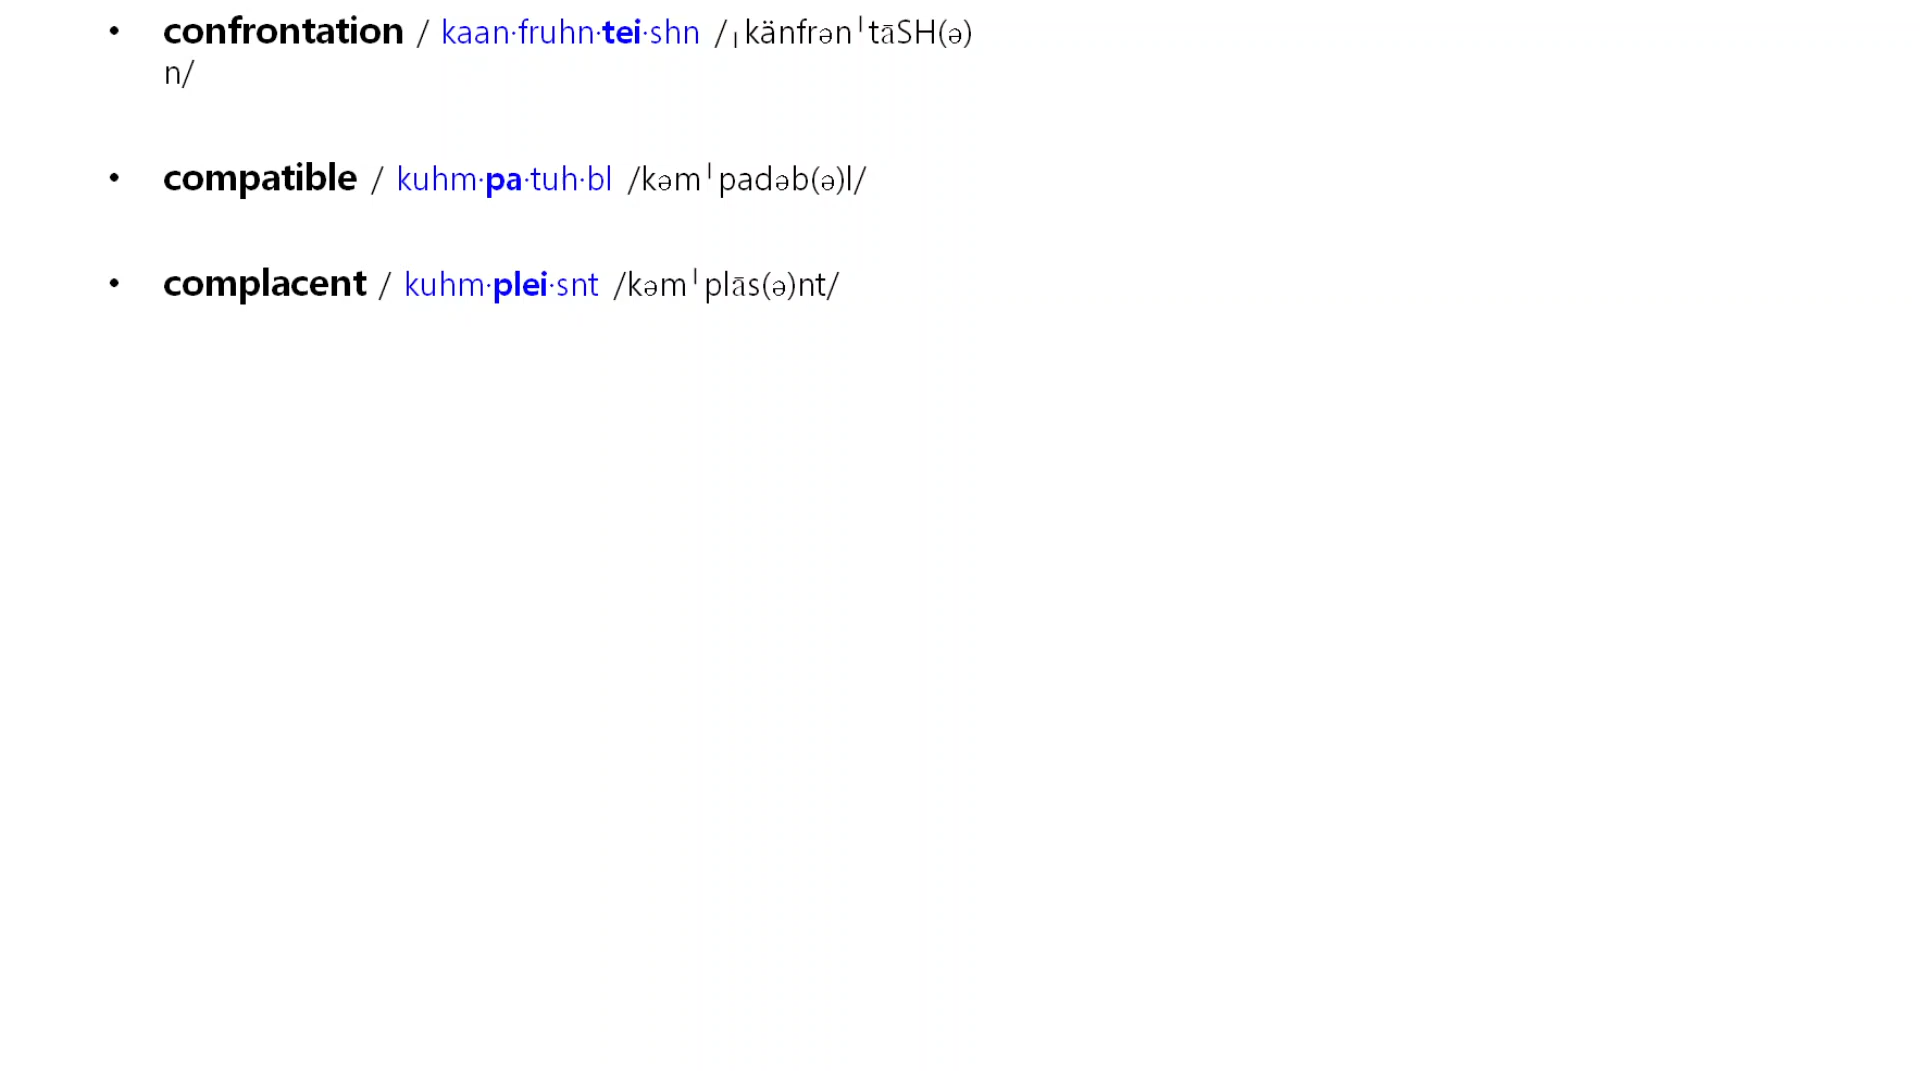 • confrontation / kaan·fruhn·tei·shn /ˌkänfrənˈtāSH(ə)
n/
• compatible / kuhm·pa·tuh·bl /kəmˈpadəb(ə)l/
• complacent / kuhm·plei·snt /kəmˈplās(ə)nt/